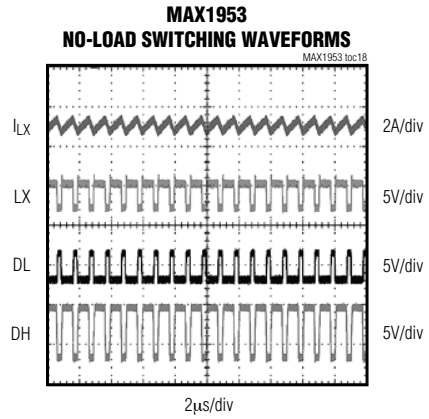 MAX1953
NO-LOAD SWITCHING WAVEFORMS
MAX1953 toc18
ILX
2A/div
LX
5V/div
DL
5V/div
DH
5V/div
2μs/div